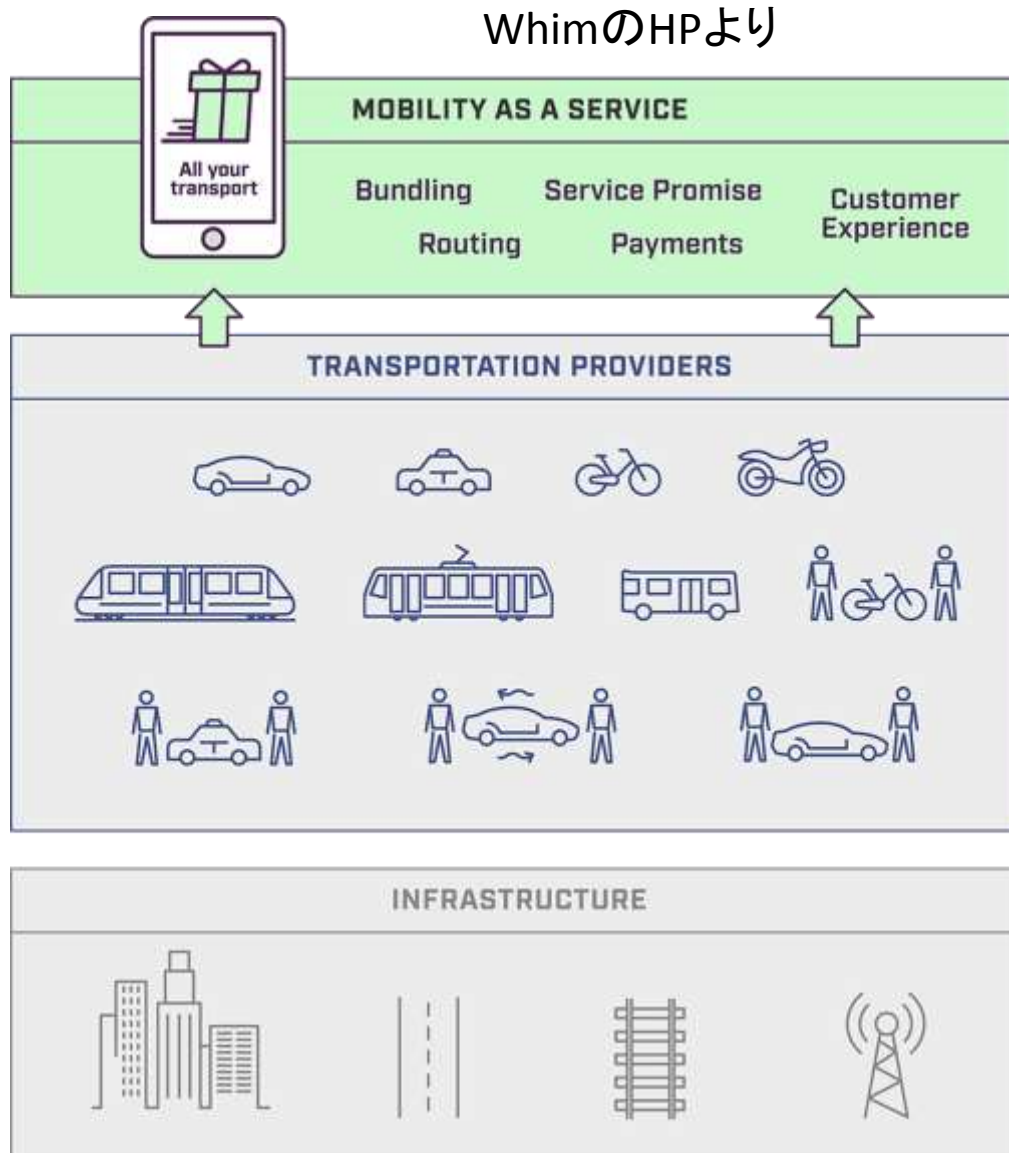 WhimのHPより
MOBILITY AS A SERVICE
All your
transport
Bundling
Service Promise
Customer
Experience
Routing
Payments
TRANSPORTATION PROVIDERS
T
T
INFRASTRUCTURE